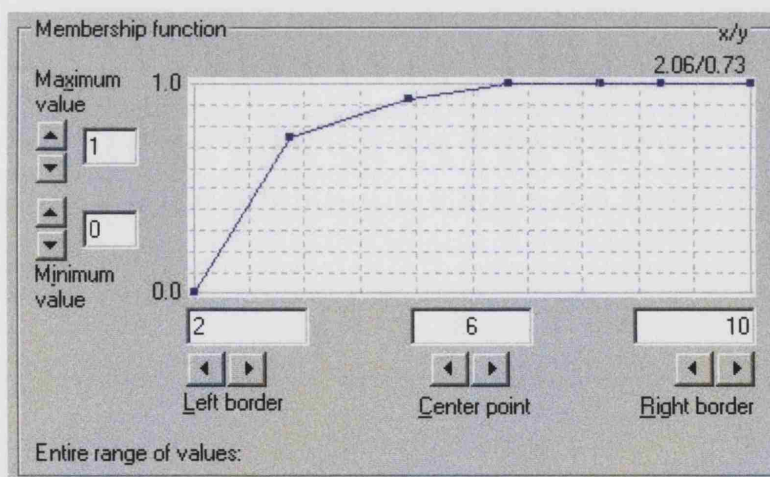 Membership function
x/y
2.06/0.73
Maximum
value
1.0
1
0
Minimum
value
0.0
2
6
10
Left border
Center point
Right border
Entire range of values: